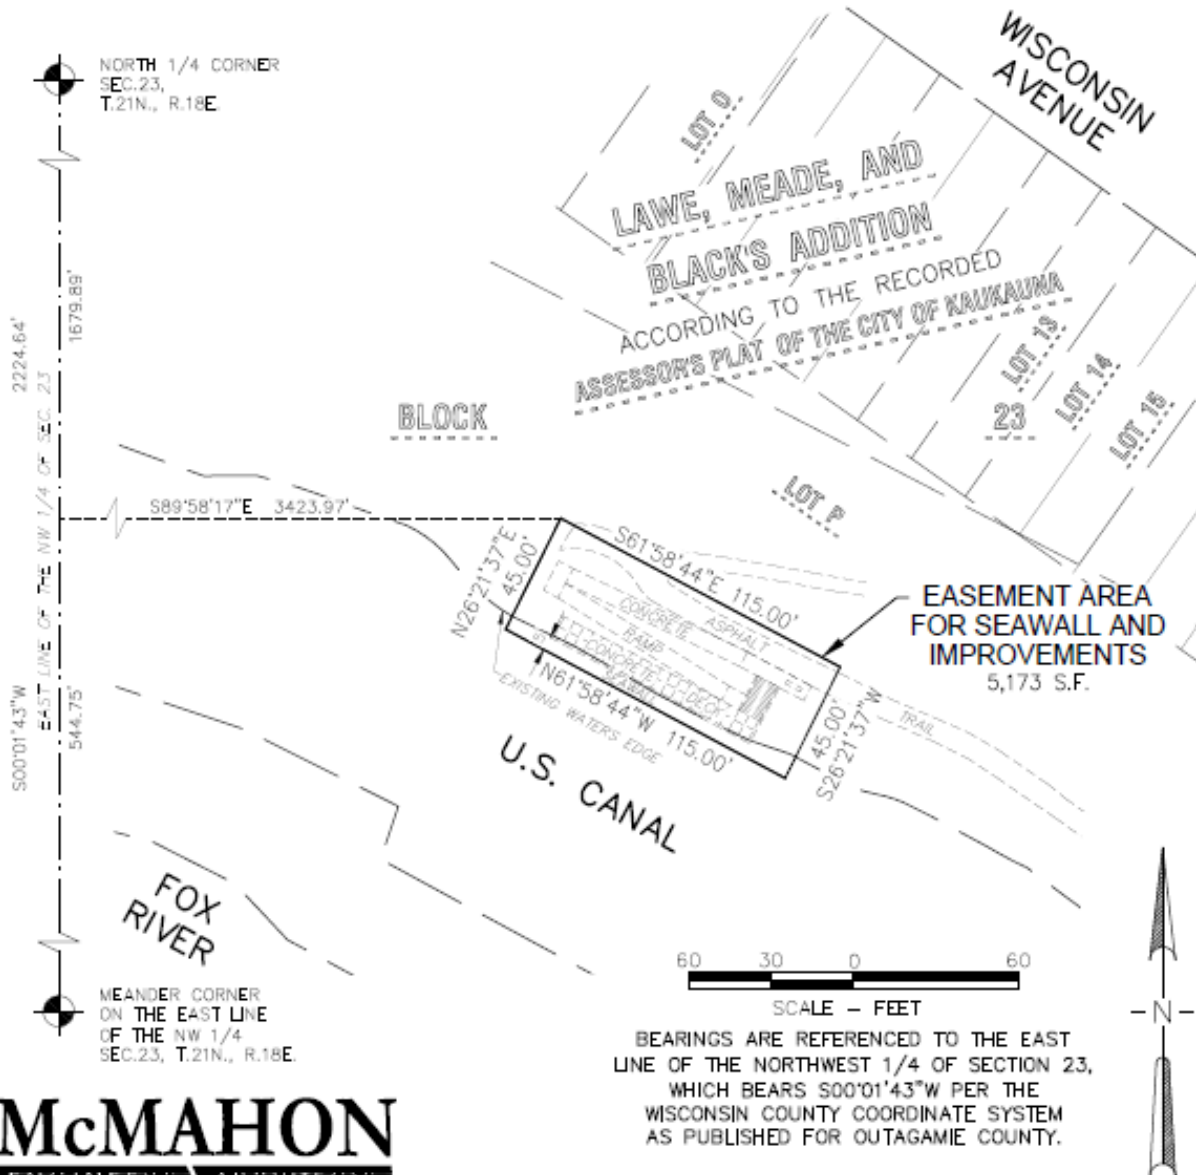 NORTH 1/4 CORNER
SEC.23,
T.21N., R.18E.
WISCONSIN
AVENUE
LOT O
LAWE, MEADE, AND
BLACK'S ADDITION
ACCORDING TO THE RECORDED
ASSESSOR'S PLAT OF THE CITY OF KAUKAUNA
LOT 13
LOT 14
LOT 15
23
BLOCK
LOT P
2224.64'
1679.89'
EAST LINE OF THE NW 1/4 OF SEC. 23
S00°01'43"W
544.75'
S89°58'17"E 3423.97'
N26°21'37"E
45.00'
S61°58'44"E 115.00'
CONCRETE
RAMP
ASPHALT
CONCRETE
DECK
N61°58'44"W 115.00'
EXISTING WATERS EDGE
45.00'
S26°21'37"W
TRAIL
EASEMENT AREA
FOR SEAWALL AND
IMPROVEMENTS
5,173 S.F.
U.S. CANAL
FOX
RIVER
MEANDER CORNER
ON THE EAST LINE
OF THE NW 1/4
SEC.23, T.21N., R.18E.
60 30 0 60
SCALE - FEET
BEARINGS ARE REFERENCED TO THE EAST
LINE OF THE NORTHWEST 1/4 OF SECTION 23,
WHICH BEARS S00°01'43"W PER THE
WISCONSIN COUNTY COORDINATE SYSTEM
AS PUBLISHED FOR OUTAGAMIE COUNTY.
N
McMAHON